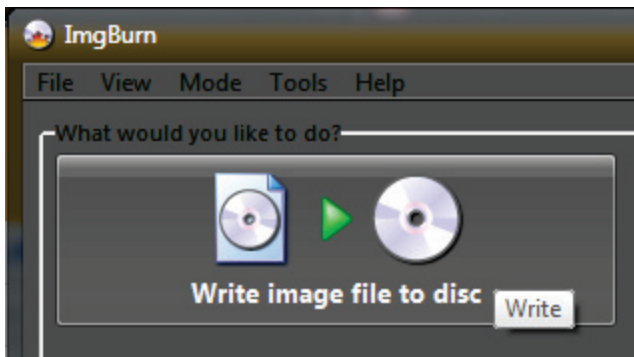 ImgBurn
File View Mode Tools Help
What would you like to do?
Write image file to disc
Write